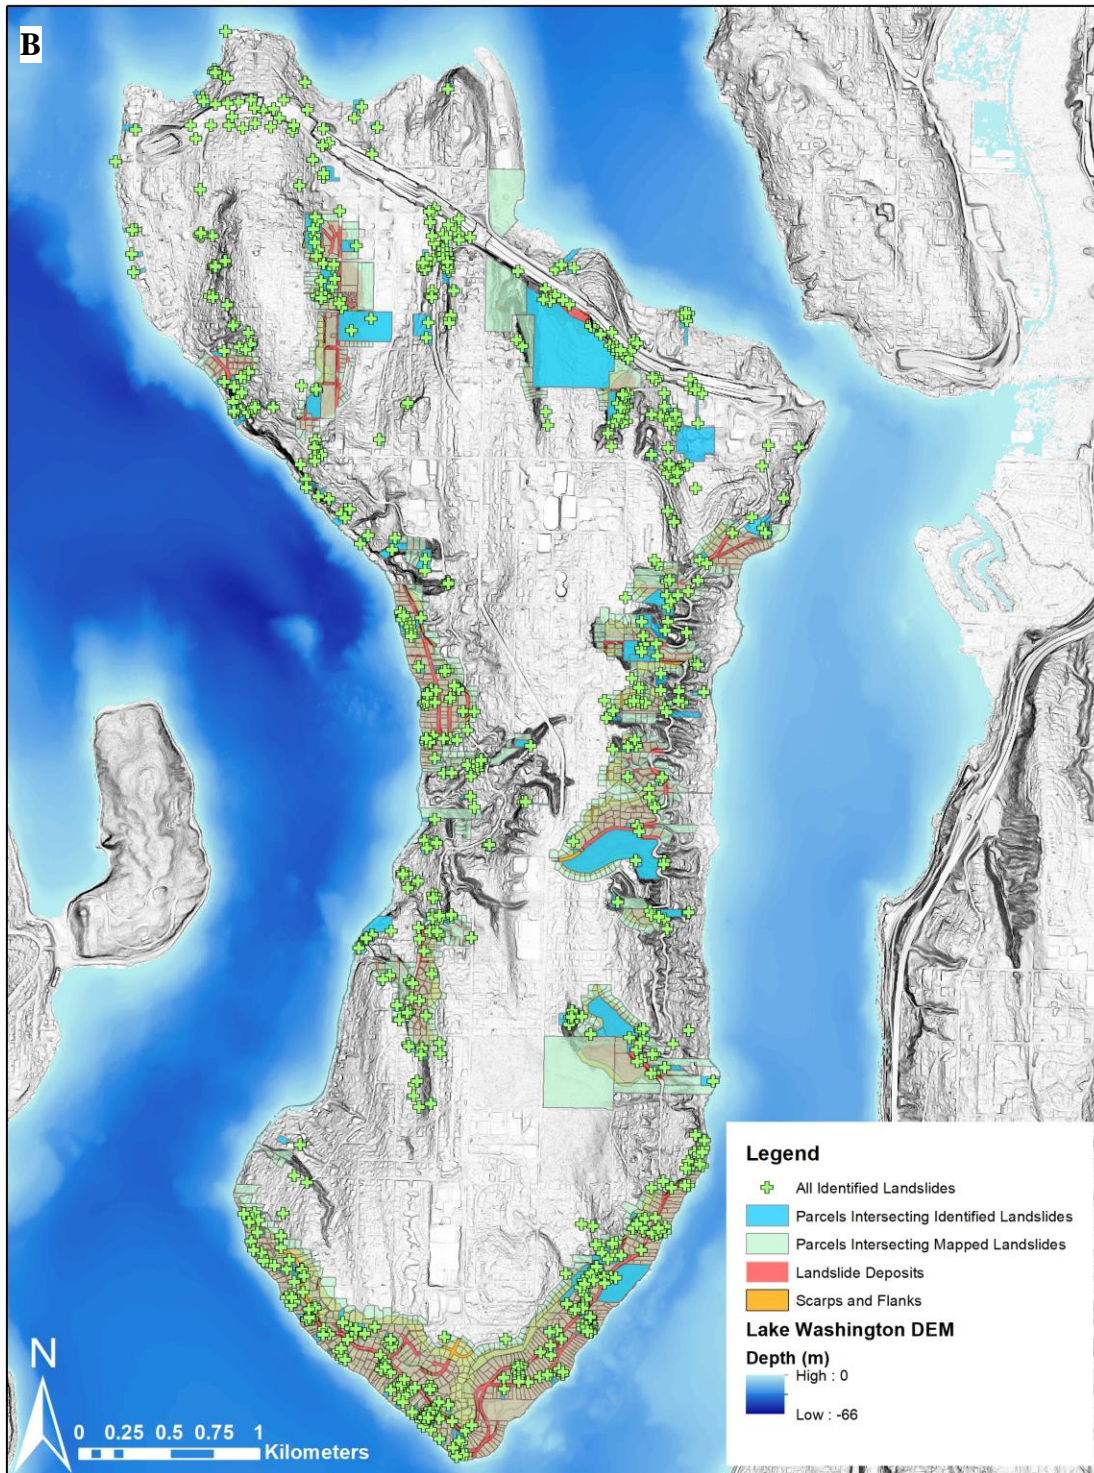 B
Legend
All Identified Landslides
Parcels Intersecting Identified Landslides
Parcels Intersecting Mapped Landslides
Landslide Deposits
Scarps and Flanks
Lake Washington DEM
Depth (m)
High : 0
Low : -66
N
0 0.25 0.5 0.75 1
Kilometers